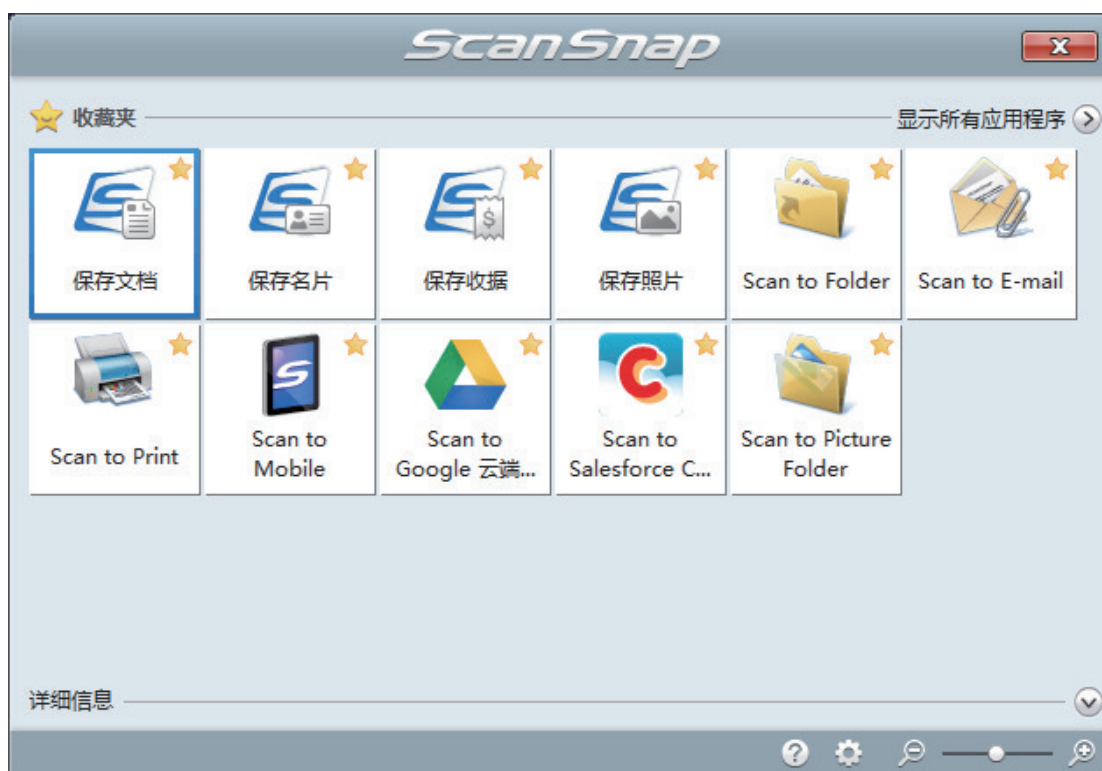 ScanSnap
收藏夹
显示所有应用程序
保存文档
保存名片
保存收据
保存照片
Scan to Folder
Scan to E-mail
Scan to Print
Scan to
Mobile
Scan to
Google 云端...
Scan to
Salesforce C...
Scan to Picture
Folder
详细信息